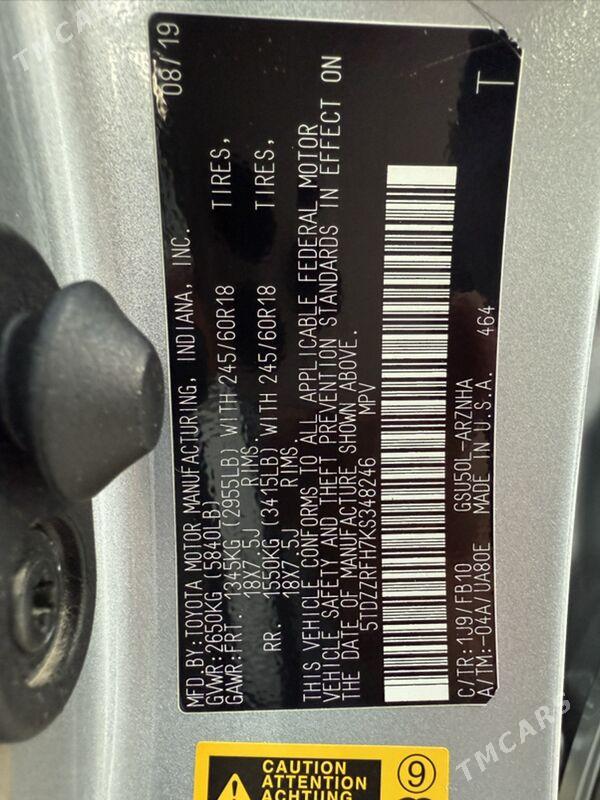 TMCARS
MFD.BY:TOYOTA MOTOR MANUFACTURING, INDIANA, INC. 08/19
GVWR:2650KG (5840LB)
GAWR:FRT. 1345KG (2955LB) WITH 245/60R18 TIRES,
18X7.5J RIMS.
RR. 1550KG (3415LB) WITH 245/60R18 TIRES,
18X7.5J RIMS
THIS VEHICLE CONFORMS TO ALL APPLICABLE FEDERAL MOTOR
VEHICLE SAFETY AND THEFT PREVENTION STANDARDS IN EFFECT ON
THE DATE OF MANUFACTURE SHOWN ABOVE.
5TDZZRFH7KS348246 MPV
C/TR:1J9/FB10 GSU50L-ARZNHA
A/TM:-04A/UA80E MADE IN U.S.A. 464 T
CAUTION
ATTENTION
ACHTUNG
9
TMCARS